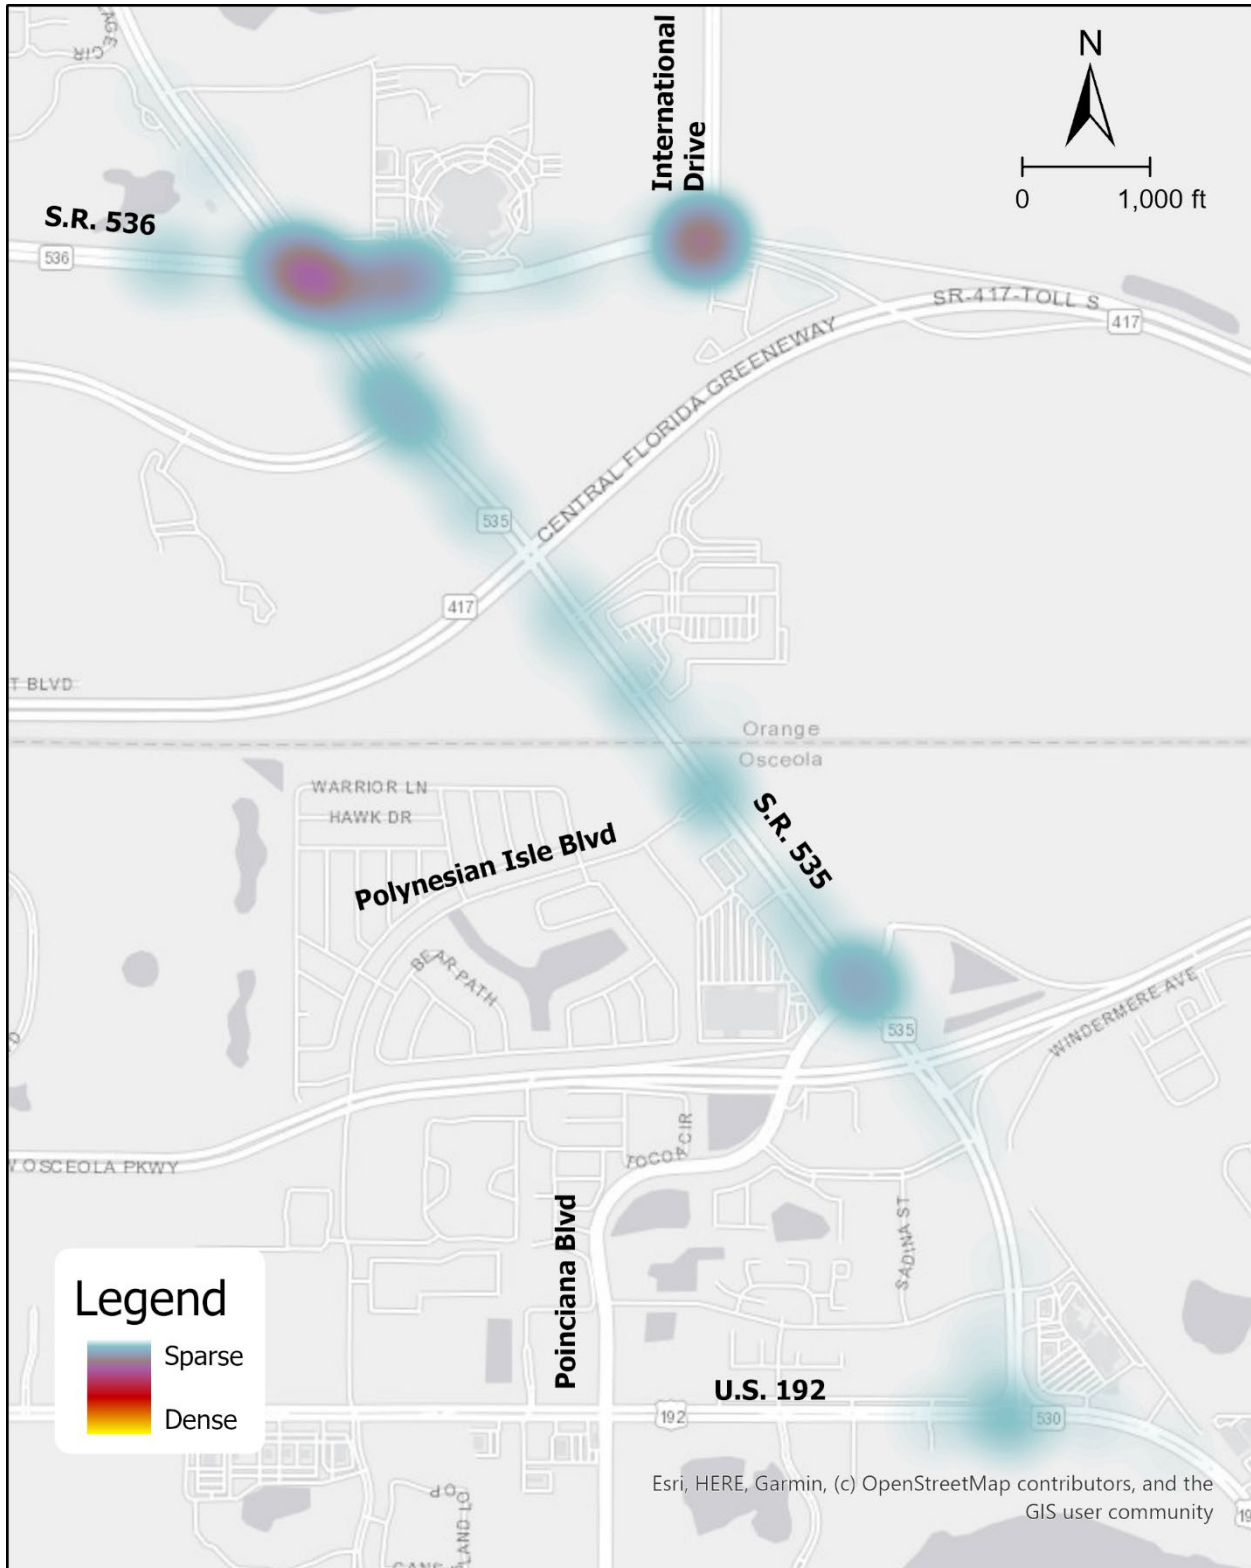 International
Drive
N
0
1,000 ft
S.R. 536
536
SR-417-TOLL S
417
CENTRAL FLORIDA GREENEWAY
535
417
T BLVD
Orange
Osceola
WARRIOR LN
HAWK DR
S.R. 535
Polynesian Isle Blvd
BEAR PATH
535
WINDERMERE AVE
TOCOA CIR
OSCEOLA PKWY
SADINA ST
Poinciana Blvd
Legend
Sparse
Dense
U.S. 192
192
530
Esri, HERE, Garmin, (c) OpenStreetMap contributors, and the
GIS user community